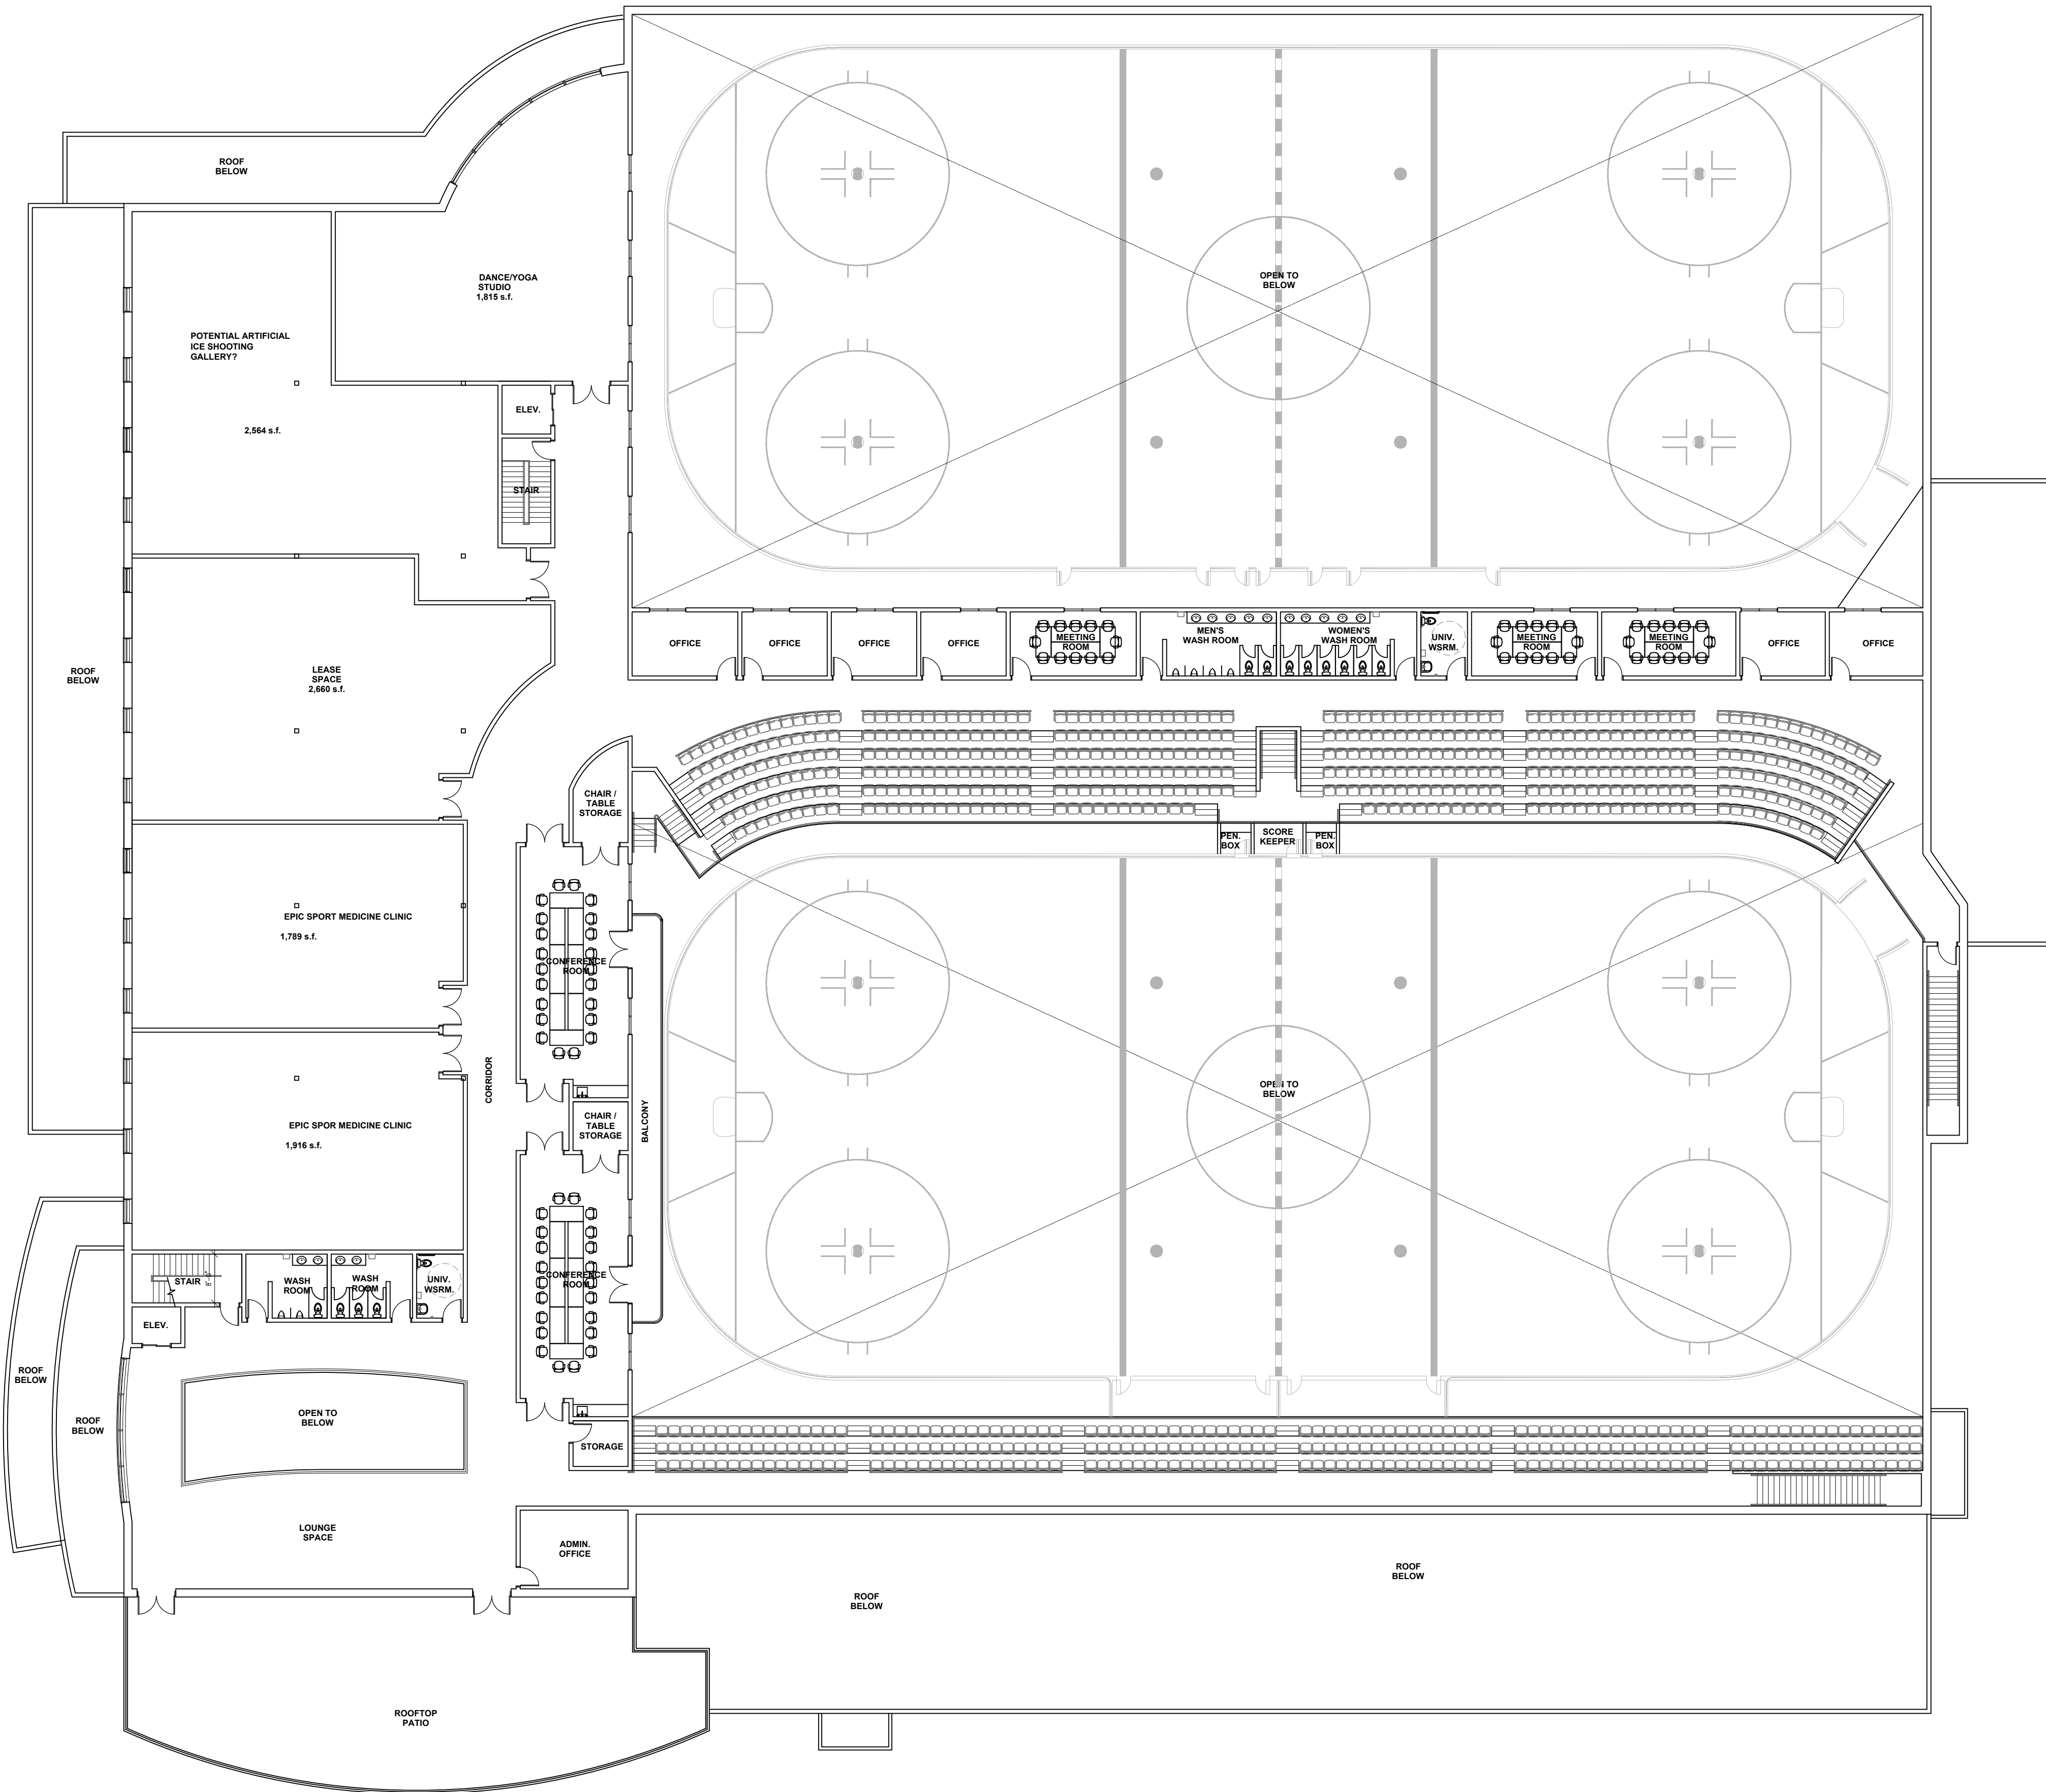 ROOF
BELOW
DANCE/YOGA
STUDIO
1,815 s.f.
OPEN TO
BELOW
POTENTIAL ARTIFICIAL
ICE SHOOTING
GALLERY?
2,564 s.f.
ELEV.
STAIR
OFFICE
OFFICE
OFFICE
OFFICE
MEETING
ROOM
MEN'S
WASH ROOM
WOMEN'S
WASH ROOM
UNIV.
WSRM.
MEETING
ROOM
MEETING
ROOM
OFFICE
OFFICE
ROOF
BELOW
LEASE
SPACE
2,660 s.f.
CHAIR /
TABLE
STORAGE
PEN.
BOX
SCORE
KEEPER
PEN.
BOX
EPIC SPORT MEDICINE CLINIC
1,789 s.f.
CONFERENCE
ROOM
CORRIDOR
BALCONY
OPEN TO
BELOW
CHAIR /
TABLE
STORAGE
EPIC SPOR MEDICINE CLINIC
1,916 s.f.
STAIR
WASH
ROOM
WASH
ROOM
UNIV.
WSRM.
CONFERENCE
ROOM
ELEV.
ROOF
BELOW
ROOF
BELOW
OPEN TO
BELOW
STORAGE
LOUNGE
SPACE
ADMIN.
OFFICE
ROOF
BELOW
ROOF
BELOW
ROOFTOP
PATIO